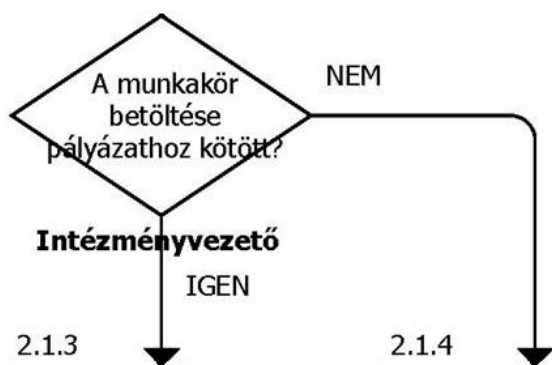 A munkakör
betöltése
pályázathoz kötött?
NEM
Intézményvezető
IGEN
2.1.3
2.1.4